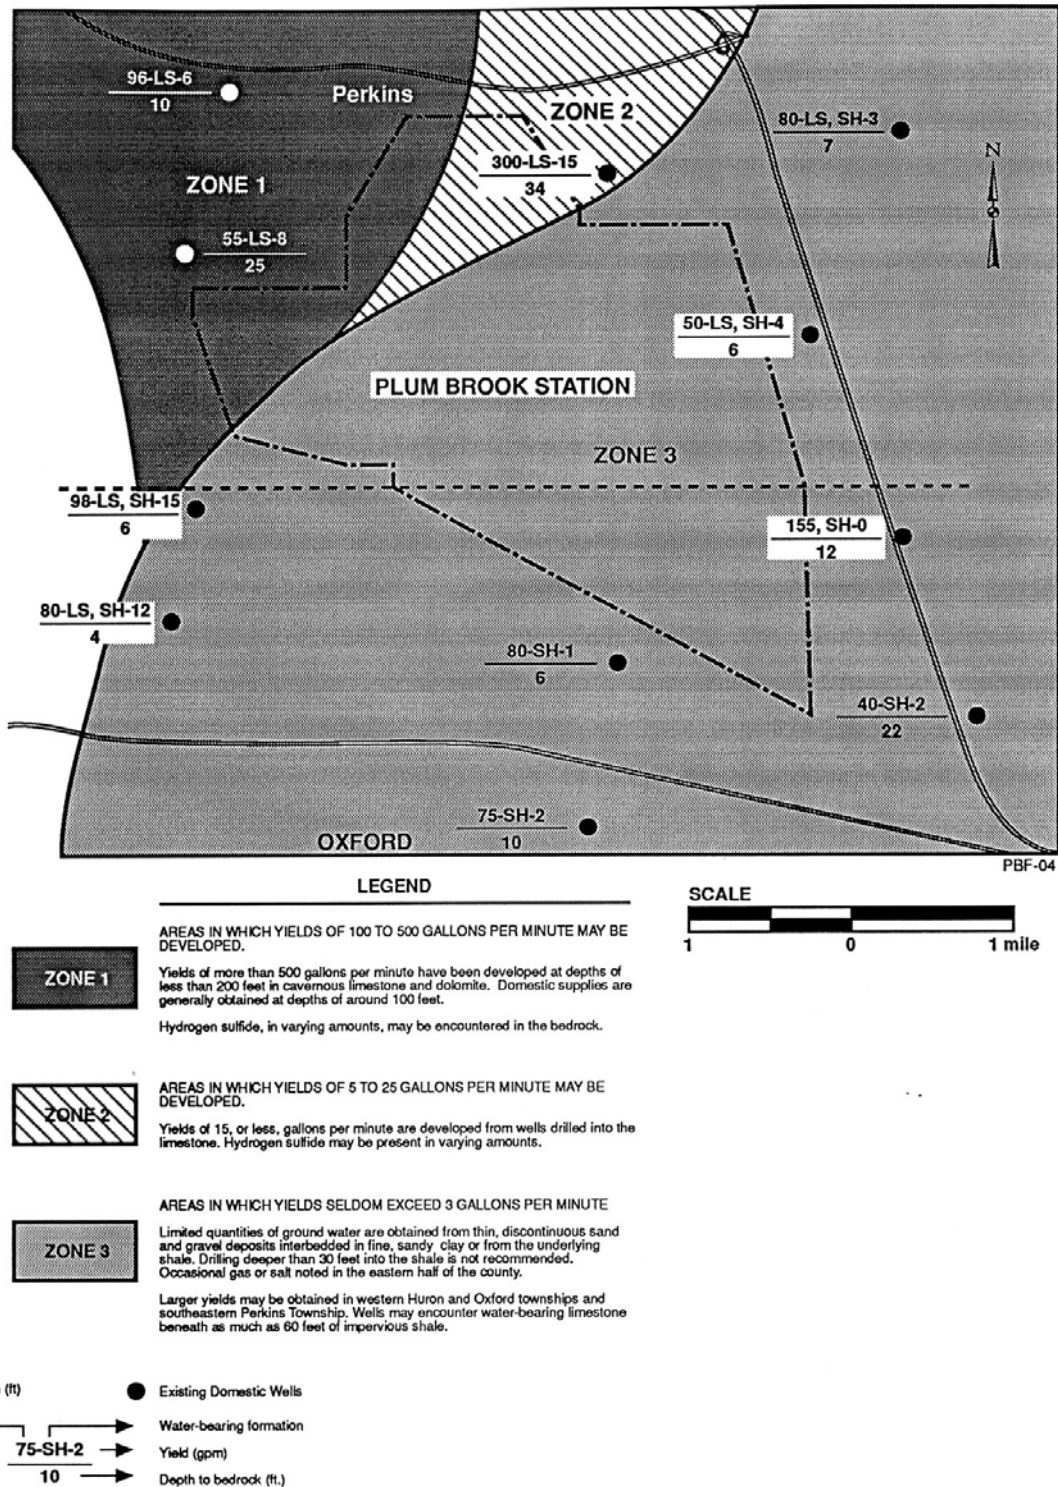 96-LS-6
10
Perkins
ZONE 2
80-LS, SH-3
7
N
300-LS-15
34
ZONE 1
55-LS-8
25
50-LS, SH-4
6
PLUM BROOK STATION
ZONE 3
98-LS, SH-15
6
155, SH-0
12
80-LS, SH-12
4
80-SH-1
6
40-SH-2
22
75-SH-2
10
OXFORD
PBF-04
LEGEND
SCALE
1 0 1 mile
ZONE 1
AREAS IN WHICH YIELDS OF 100 TO 500 GALLONS PER MINUTE MAY BE
DEVELOPED.
Yields of more than 500 gallons per minute have been developed at depths of
less than 200 feet in cavernous limestone and dolomite. Domestic supplies are
generally obtained at depths of around 100 feet.
Hydrogen sulfide, in varying amounts, may be encountered in the bedrock.
ZONE 2
AREAS IN WHICH YIELDS OF 5 TO 25 GALLONS PER MINUTE MAY BE
DEVELOPED.
Yields of 15, or less, gallons per minute are developed from wells drilled into the
limestone. Hydrogen sulfide may be present in varying amounts.
ZONE 3
AREAS IN WHICH YIELDS SELDOM EXCEED 3 GALLONS PER MINUTE
Limited quantities of ground water are obtained from thin, discontinuous sand
and gravel deposits interbedded in fine, sandy clay or from the underlying
shale. Drilling deeper than 30 feet into the shale is not recommended.
Occasional gas or salt noted in the eastern half of the county.
Larger yields may be obtained in western Huron and Oxford townships and
southeastern Perkins Township. Wells may encounter water-bearing limestone
beneath as much as 60 feet of impervious shale.
(ft)
Existing Domestic Wells
Water-bearing formation
75-SH-2
Yield (gpm)
10
Depth to bedrock (ft.)